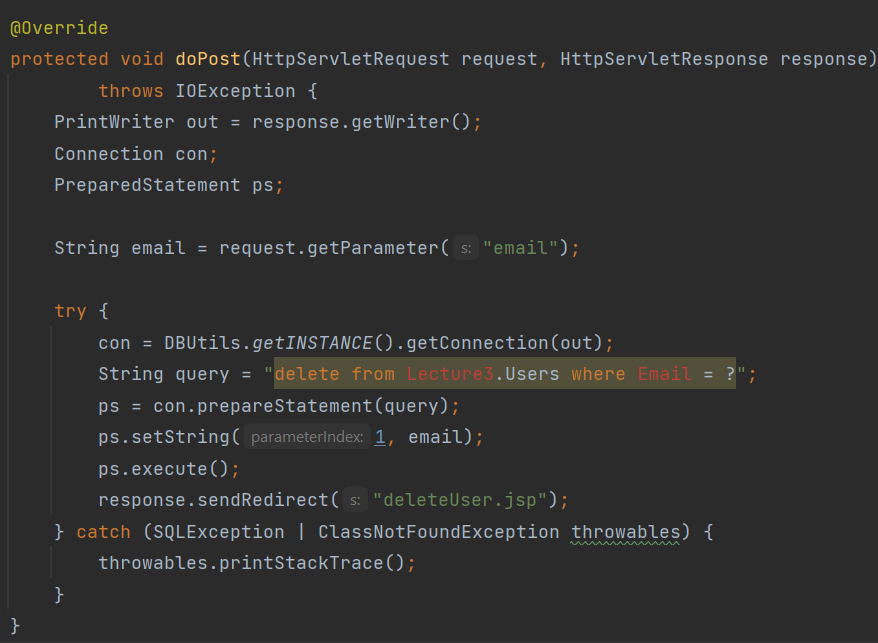 @Override
protected void doPost(HttpServletRequest request, HttpServletResponse response)
        throws IOException {
    PrintWriter out = response.getWriter();
    Connection con;
    PreparedStatement ps;

    String email = request.getParameter( s: "email");

    try {
        con = DBUtils.getINSTANCE().getConnection(out);
        String query = "delete from Lecture3.Users where Email = ?";
        ps = con.prepareStatement(query);
        ps.setString( parameterIndex: 1, email);
        ps.execute();
        response.sendRedirect( s: "deleteUser.jsp");
    } catch (SQLException | ClassNotFoundException throwables) {
        throwables.printStackTrace();
    }
}